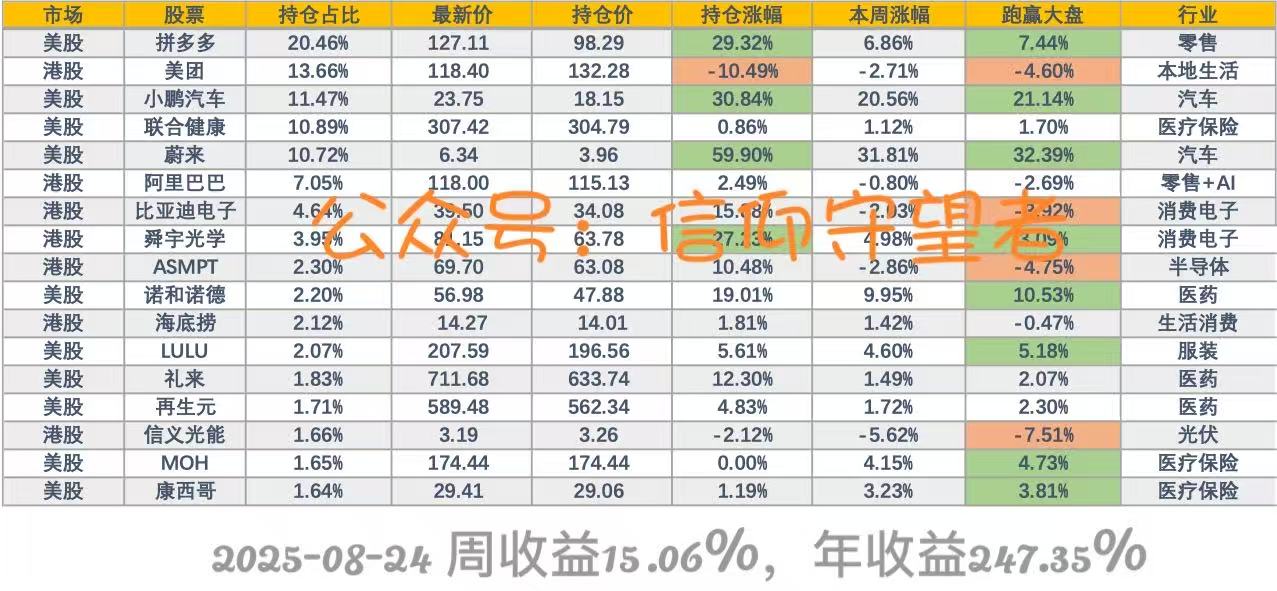 市场 股票 持仓占比 最新价 持仓价 持仓涨幅 本周涨幅 跑赢大盘 行业
美股 拼多多 20.46% 127.11 98.29 29.32% 6.86% 7.44% 零售
港股 美团 13.66% 118.40 132.28 -10.49% -2.71% -4.60% 本地生活
美股 小鹏汽车 11.47% 23.75 18.15 30.84% 20.56% 21.14% 汽车
美股 联合健康 10.89% 307.42 304.79 0.86% 1.12% 1.70% 医疗保险
美股 蔚来 10.72% 6.34 3.96 59.90% 31.81% 32.39% 汽车
港股 阿里巴巴 7.05% 118.00 115.13 2.49% -0.80% -2.69% 零售+AI
港股 比亚迪电子 4.64% 39.50 34.08 -2.03% 消费电子
公众号：信仰守望者
港股 舜宇光学 63.78 4.98% 消费电子
港股 ASMPT 2.30% 69.70 63.08 10.48% -2.86% -4.75% 半导体
美股 诺和诺德 2.20% 56.98 47.88 19.01% 9.95% 10.53% 医药
港股 海底捞 2.12% 14.27 14.01 1.81% 1.42% -0.47% 生活消费
美股 LULU 2.07% 207.59 196.56 5.61% 4.60% 5.18% 服装
美股 礼来 1.83% 711.68 633.74 12.30% 1.49% 2.07% 医药
美股 再生元 1.71% 589.48 562.34 4.83% 1.72% 2.30% 医药
港股 信义光能 1.66% 3.19 3.26 -2.12% -5.62% -7.51% 光伏
美股 MOH 1.65% 174.44 174.44 0.00% 4.15% 4.73% 医疗保险
美股 康西哥 1.64% 29.41 29.06 1.19% 3.23% 3.81% 医疗保险
2025-08-24 周收益15.06%，年收益247.35%